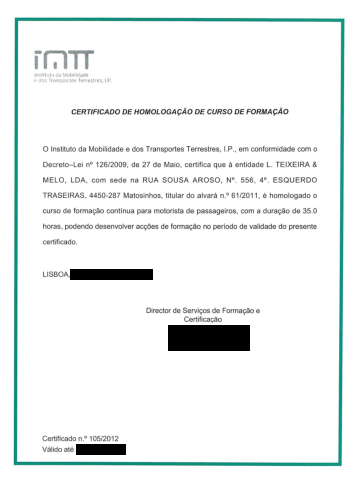 imtt
Instituto da Mobilidade
e dos Transportes Terrestres, I.P.
CERTIFICADO DE HOMOLOGAÇÃO DE CURSO DE FORMAÇÃO
O Instituto da Mobilidade e dos Transportes Terrestres, I.P., em conformidade com o
Decreto–Lei nº 126/2009, de 27 de Maio, certifica que à entidade L. TEIXEIRA &
MELO, LDA, com sede na RUA SOUSA AROSO, Nº. 556, 4º. ESQUERDO
TRASEIRAS, 4450-287 Matosinhos, titular do alvará n.º 61/2011, é homologado o
curso de formação contínua para motorista de passageiros, com a duração de 35.0
horas, podendo desenvolver acções de formação no período de validade do presente
certificado.
LISBOA,
Director de Serviços de Formação e
Certificação
Certificado n.º 105/2012
Válido até